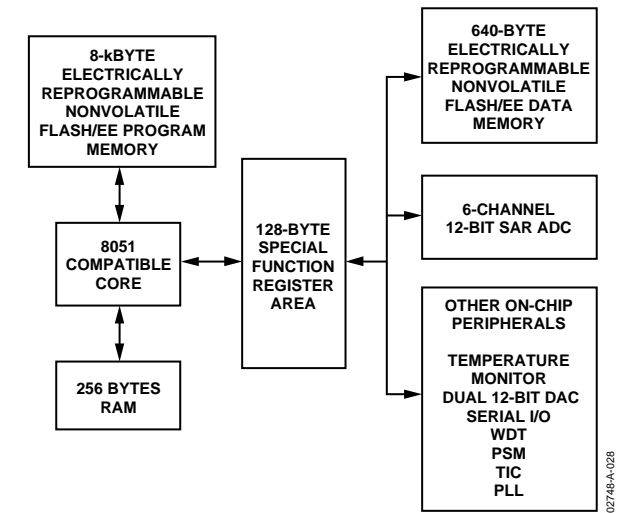 8-kBYTE
ELECTRICALLY
REPROGRAMMABLE
NONVOLATILE
FLASH/EE PROGRAM
MEMORY
8051
COMPATIBLE
CORE
256 BYTES
RAM
128-BYTE
SPECIAL
FUNCTION
REGISTER
AREA
640-BYTE
ELECTRICALLY
REPROGRAMMABLE
NONVOLATILE
FLASH/EE DATA
MEMORY
6-CHANNEL
12-BIT SAR ADC
OTHER ON-CHIP
PERIPHERALS
TEMPERATURE
MONITOR
DUAL 12-BIT DAC
SERIAL I/O
WDT
PSM
TIC
PLL
02748-A-028